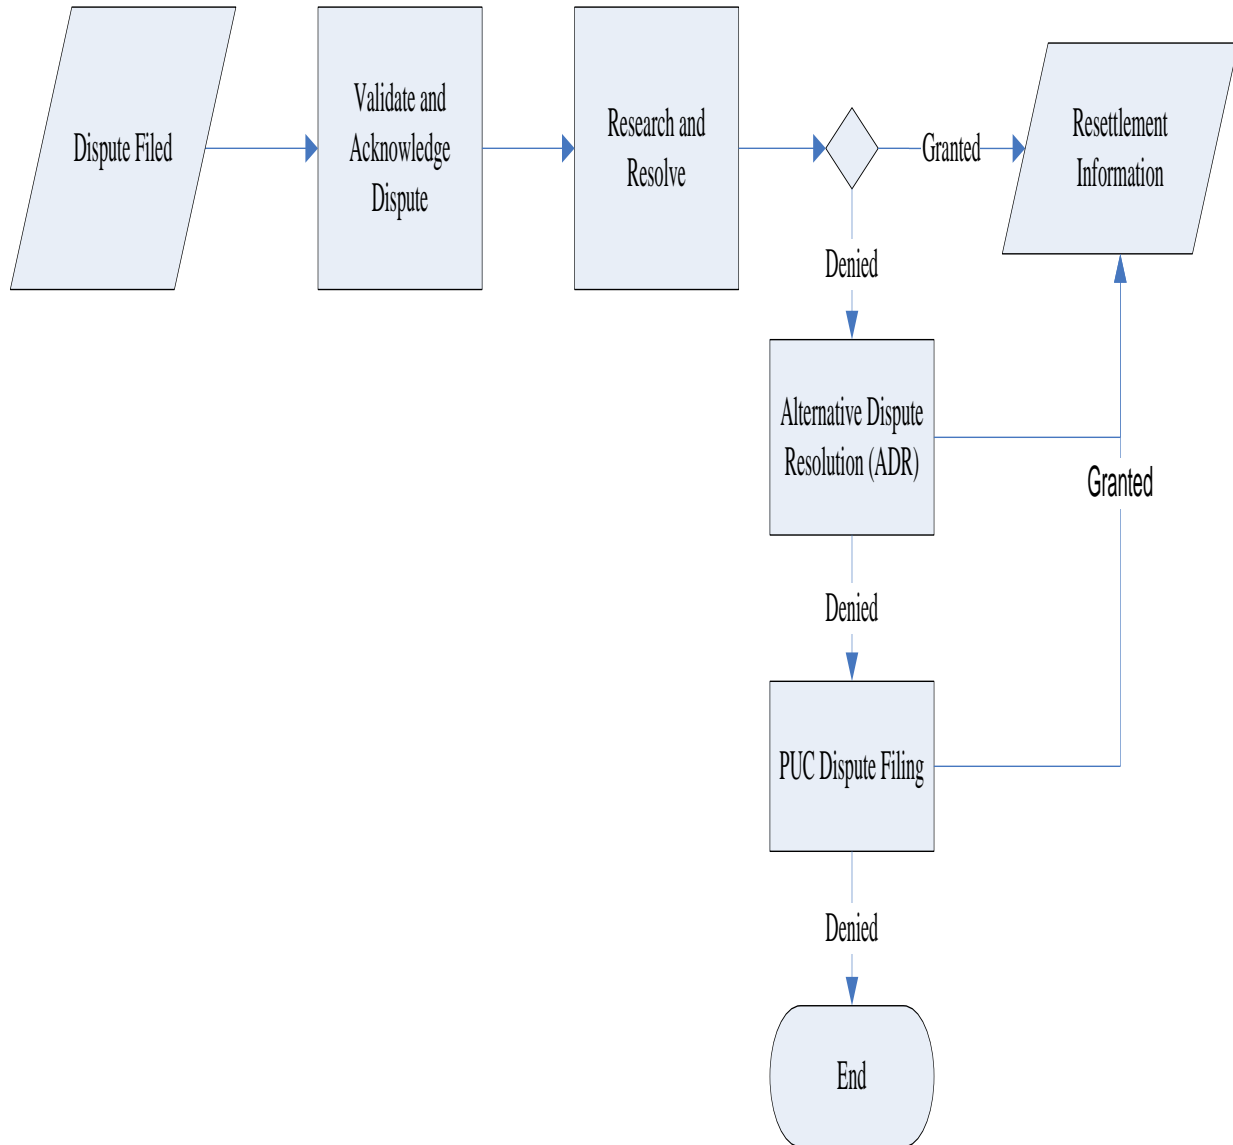 Dispute Filed
Validate and
Acknowledge
Dispute
Research and
Resolve
Granted
Resettlement
Information
Denied
Alternative Dispute
Resolution (ADR)
Granted
Denied
PUC Dispute Filing
Denied
End